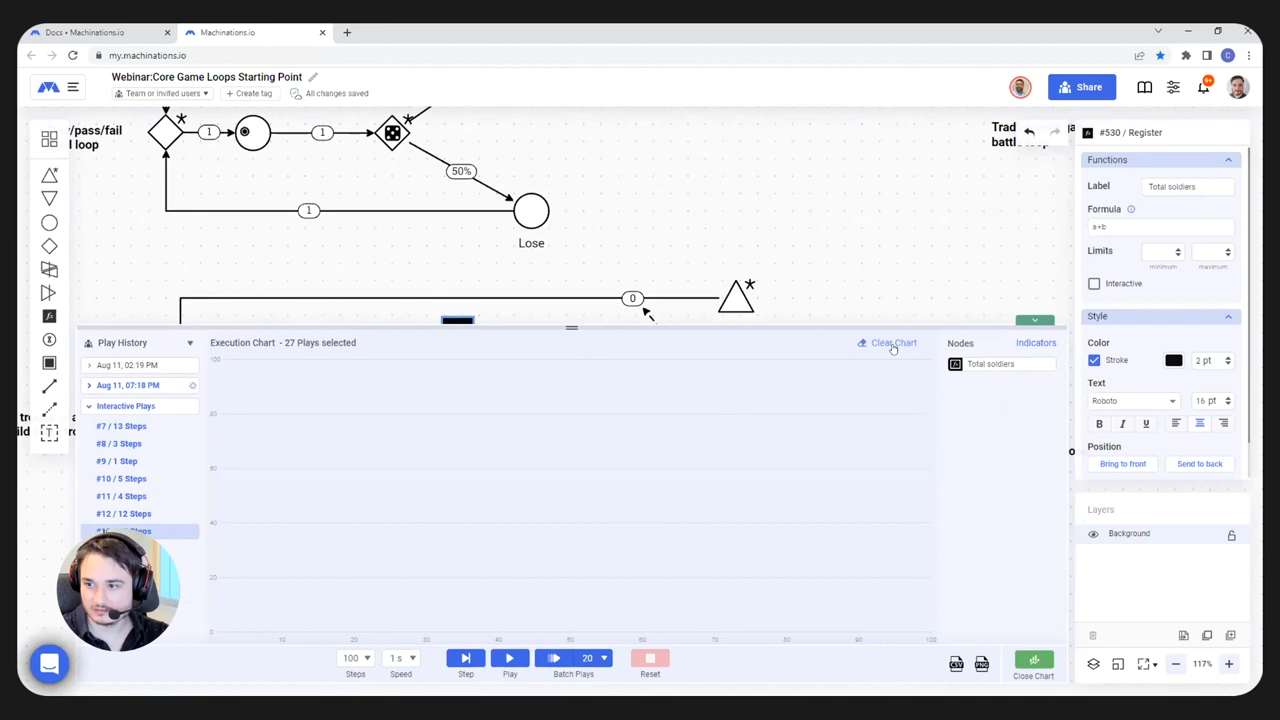 Docs • Machinations.io
Machinations.io
my.machinations.io
C
Webinar:Core Game Loops Starting Point
Team or invited users
+ Create tag
All changes saved
Share
9+
/pass/fail
loop
1
1
50%
1
Lose
0
#530 / Register
Functions
Label
Total soldiers
Formula
a+b
Limits
minimum
maximum
Interactive
Style
Color
Stroke
2 pt
Text
Roboto
16 pt
B I U
Position
Bring to front
Send to back
Layers
Background
117%
Play History
Execution Chart - 27 Plays selected
Clear Chart
Nodes
Indicators
Total soldiers
Aug 11, 02:19 PM
Aug 11, 07:18 PM
Interactive Plays
#7 / 13 Steps
#8 / 3 Steps
#9 / 1 Step
#10 / 5 Steps
#11 / 4 Steps
#12 / 12 Steps
100
80
60
40
20
0
10 20 30 40 50 60 70 80 90 100
100
1 s
20
Steps
Speed
Step
Play
Batch Plays
Reset
CSV
PNG
Close Chart